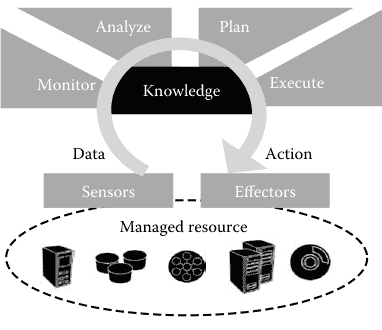 Analyze
Plan
Monitor
Knowledge
Execute
Data
Action
Sensors
Effectors
Managed resource